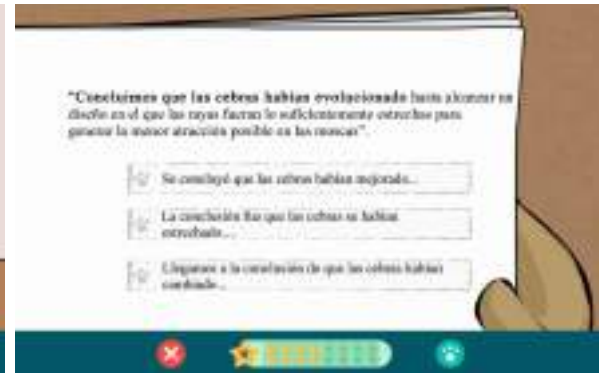 "Concluimos que las cebras habían evolucionado hasta alcanzar un
diseño en el que las rayas fueran lo suficientemente estrechas para
generar la menor atracción posible en las moscas".
Se concluyó que las cebras habían mejorado...
La conclusión fue que las cebras se habían
estrechado...
Llegamos a la conclusión de que las cebras habían
cambiado...